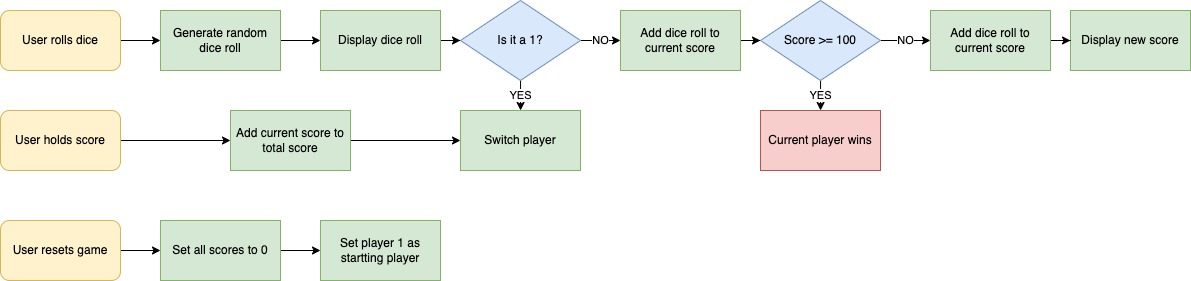 User rolls dice
Generate random
dice roll
Display dice roll
Is it a 1?
NO
Add dice roll to
current score
Score >= 100
NO
Add dice roll to
current score
Display new score
YES
YES
User holds score
Add current score to
total score
Switch player
Current player wins
User resets game
Set all scores to 0
Set player 1 as
startting player